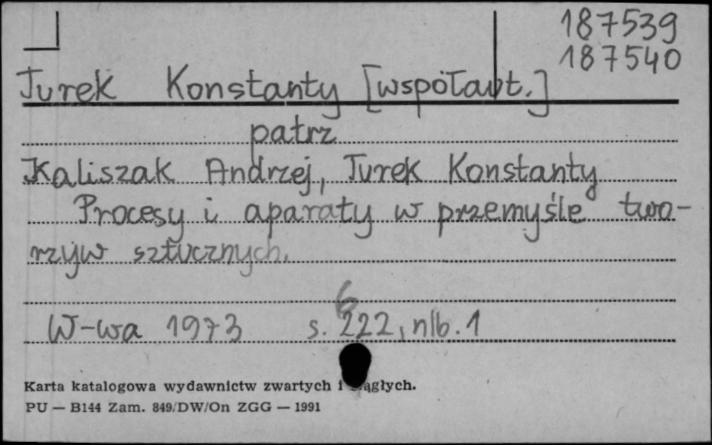 187539
187540
Turek Konstanty [współaut.]
patrz
Kaliszak Andrzej, Turek Konstanty
Procesy i aparaty w przemyśle two-
rzyw sztucznych.
W-wa 1973 s. 222, nlb. 1
Karta katalogowa wydawnictw zwartych i ągłych.
PU — B144 Zam. 849/DW/On ZGG — 1991